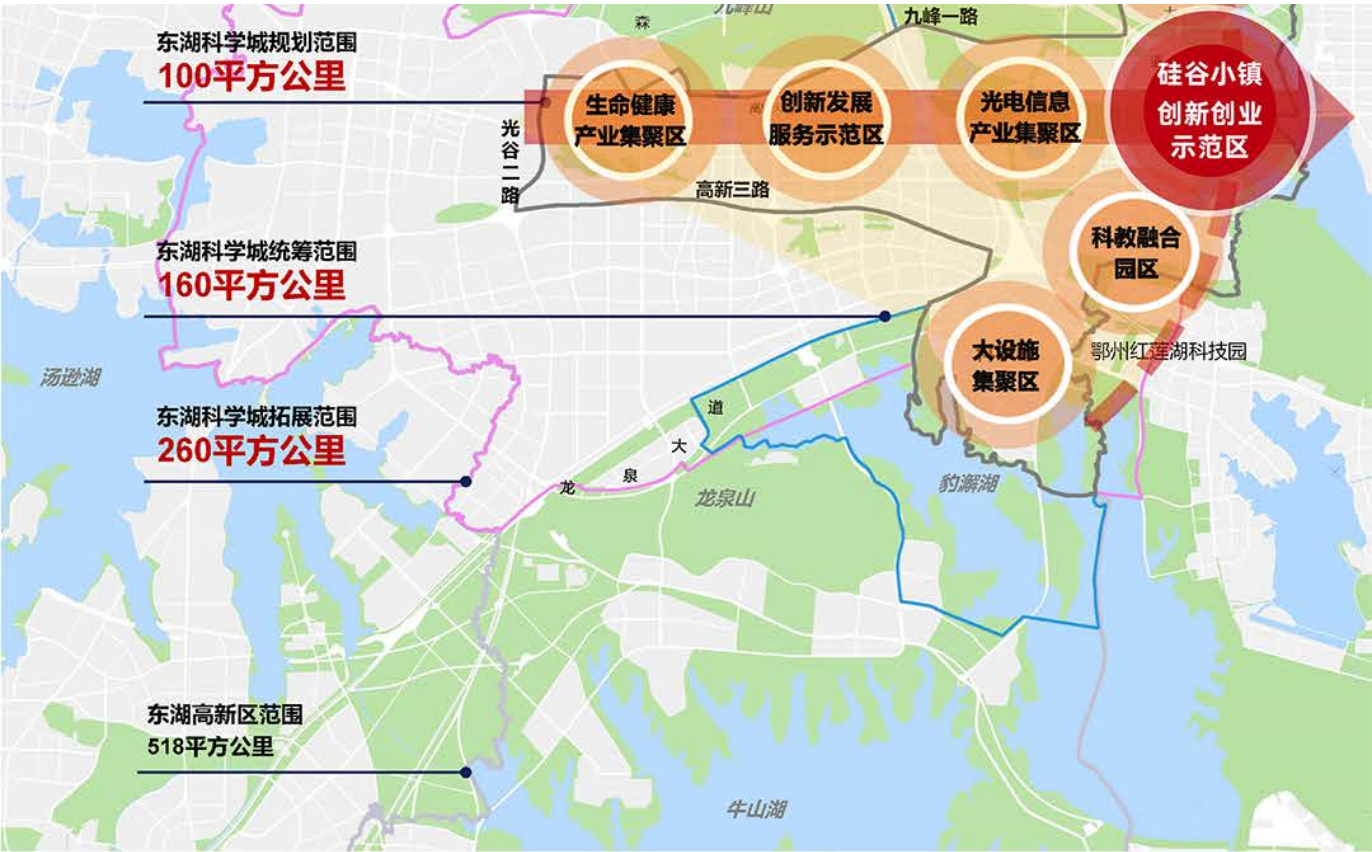 九峰山
森
九峰一路
东湖科学城规划范围
100平方公里
生命健康
产业集聚区
创新发展
服务示范区
光电信息
产业集聚区
硅谷小镇
创新创业
示范区
光谷二路
高新三路
东湖科学城统筹范围
160平方公里
科教融合
园区
大设施
集聚区
鄂州红莲湖科技园
汤逊湖
东湖科学城拓展范围
260平方公里
龙泉大道
龙泉山
豹澥湖
东湖高新区范围
518平方公里
牛山湖